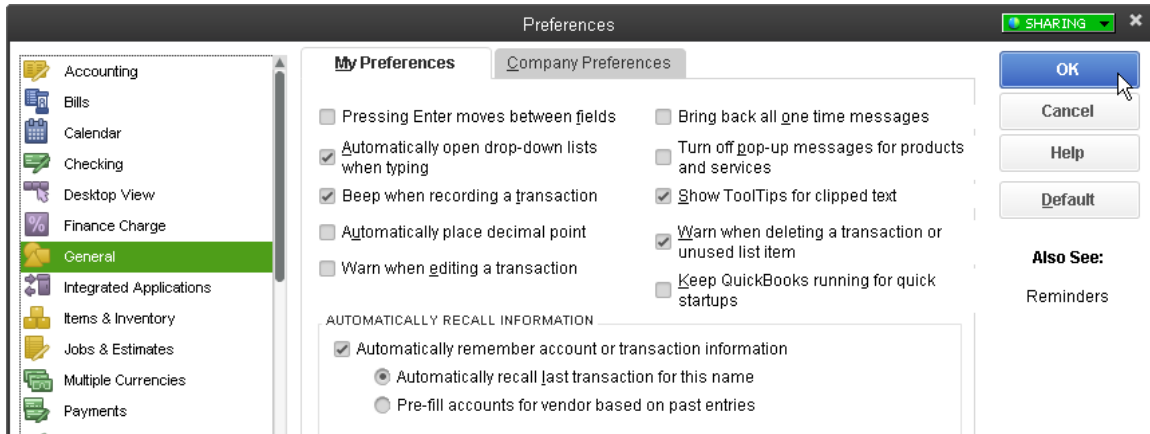 Preferences
SHARING
Accounting
Bills
Calendar
Checking
Desktop View
Finance Charge
General
Integrated Applications
Items & Inventory
Jobs & Estimates
Multiple Currencies
Payments
My Preferences
Company Preferences
Pressing Enter moves between fields
Automatically open drop-down lists
when typing
Beep when recording a transaction
Automatically place decimal point
Warn when editing a transaction
Bring back all one time messages
Turn off pop-up messages for products
and services
Show ToolTips for clipped text
Warn when deleting a transaction or
unused list item
Keep QuickBooks running for quick
startups
AUTOMATICALLY RECALL INFORMATION
Automatically remember account or transaction information
Automatically recall last transaction for this name
Pre-fill accounts for vendor based on past entries
OK
Cancel
Help
Default
Also See:
Reminders